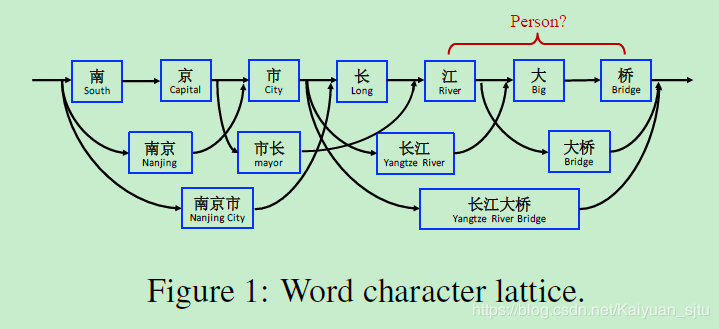 Person?
南 京 市 长 江 大 桥
South Capital City Long River Big Bridge
南京 市长 长江 大桥
Nanjing mayor Yangtze River Bridge
南京市 长江大桥
Nanjing City Yangtze River Bridge
Figure 1: Word character lattice.
https://blog.csdn.net/Kaiyuan_sjtu